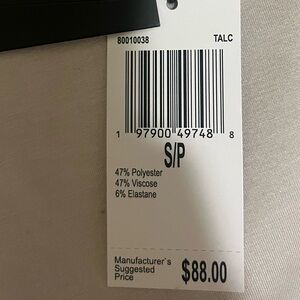 80010038 TALC
1 97900 49748 8
S/P
47% Polyester
47% Viscose
6% Elastane
Manufacturer's
Suggested
Price $88.00